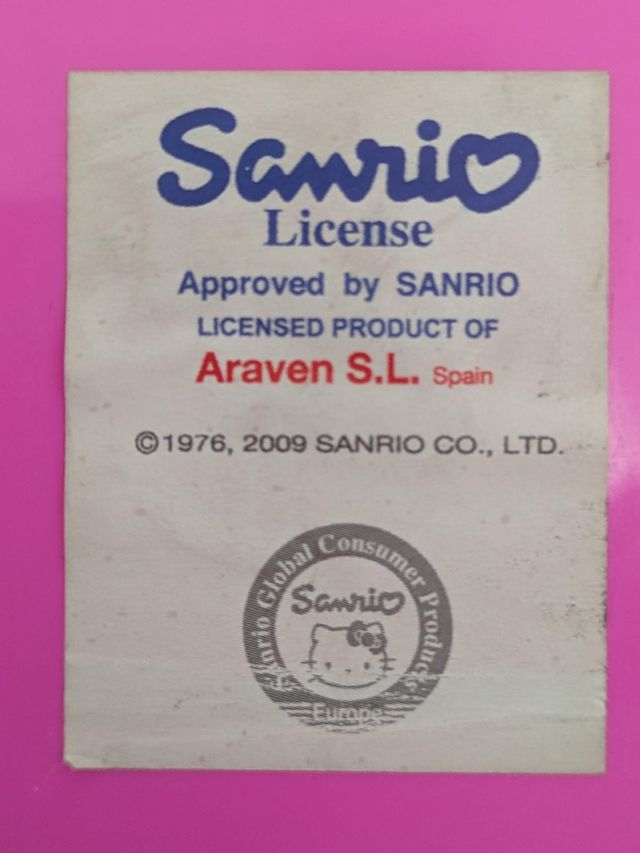 Sanrio
License
Approved by SANRIO
LICENSED PRODUCT OF
Araven S.L. Spain
©1976, 2009 SANRIO CO., LTD.
Sanrio Global Consumer Products
Sanrio
Europe